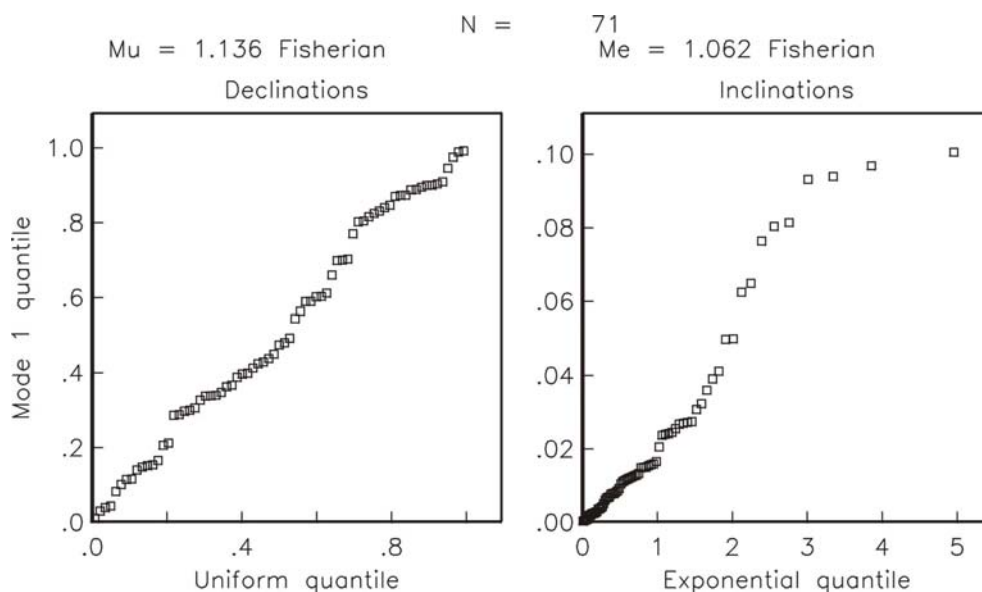 N = 71
Mu = 1.136 Fisherian
Me = 1.062 Fisherian
Declinations
Inclinations
Mode 1 quantile
1.0
.8
.6
.4
.2
.0
.0 .4 .8
Uniform quantile
.10
.08
.06
.04
.02
.00
0 1 2 3 4 5
Exponential quantile